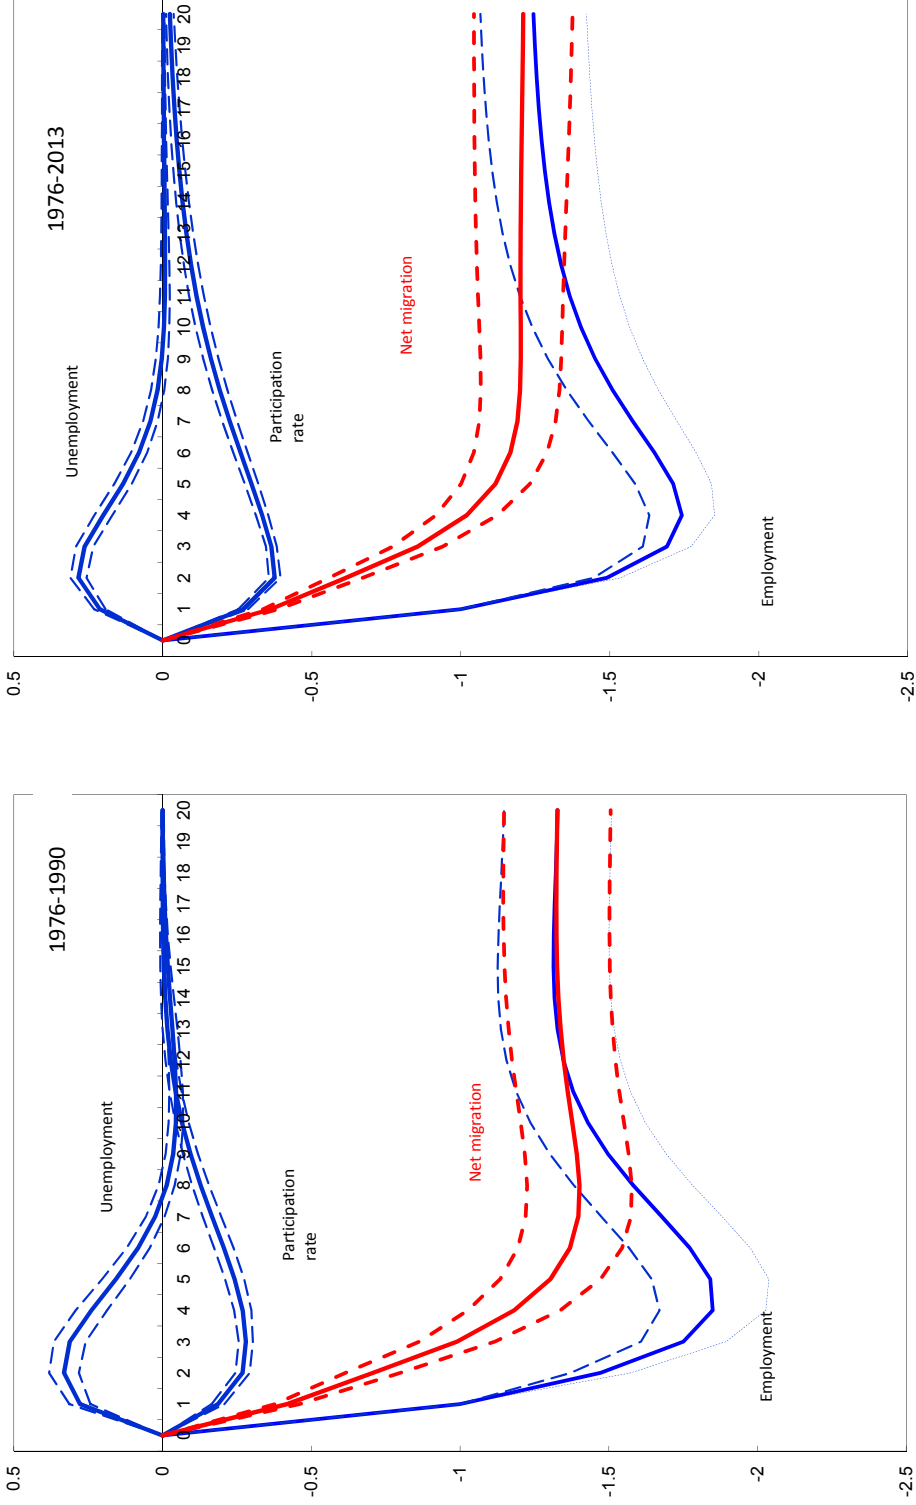 1976-1990
0.5
0
-0.5
-1
-1.5
-2
-2.5
0 1 2 3 4 5 6 7 8 9 10 11 12 13 14 15 16 17 18 19 20
Unemployment
Participation
rate
Net migration
Employment
1976-2013
0.5
0
-0.5
-1
-1.5
-2
-2.5
0 1 2 3 4 5 6 7 8 9 10 11 12 13 14 15 16 17 18 19 20
Unemployment
Participation
rate
Net migration
Employment